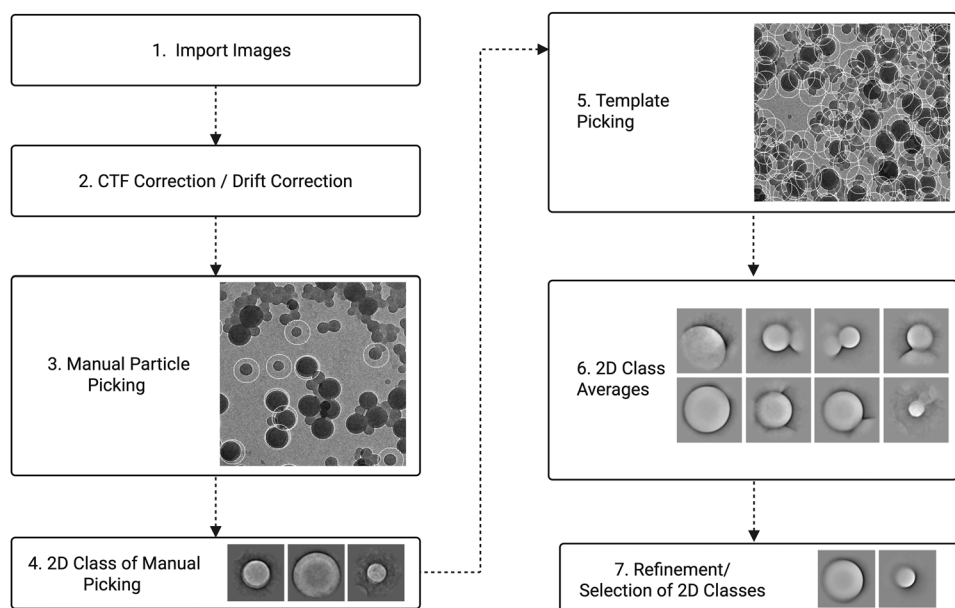 1. Import Images
2. CTF Correction / Drift Correction
3. Manual Particle
Picking
4. 2D Class of Manual
Picking
5. Template
Picking
6. 2D Class
Averages
7. Refinement/
Selection of 2D Classes